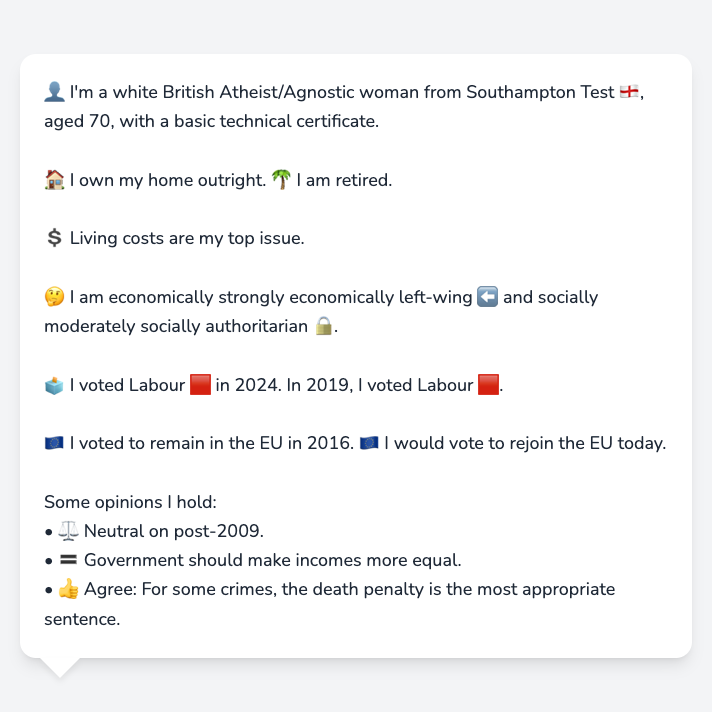 👤 I'm a white British Atheist/Agnostic woman from Southampton Test 🏴󠁧󠁢󠁥󠁮󠁧󠁿,
aged 70, with a basic technical certificate.
🏠 I own my home outright. 🌴 I am retired.
💲 Living costs are my top issue.
🤔 I am economically strongly economically left-wing ⬅️ and socially
moderately socially authoritarian 🔒.
🗳️ I voted Labour 🟥 in 2024. In 2019, I voted Labour 🟥.
🇪🇺 I voted to remain in the EU in 2016. 🇪🇺 I would vote to rejoin the EU today.
Some opinions I hold:
• ⚖️ Neutral on post-2009.
• 🟰 Government should make incomes more equal.
• 👍 Agree: For some crimes, the death penalty is the most appropriate
sentence.